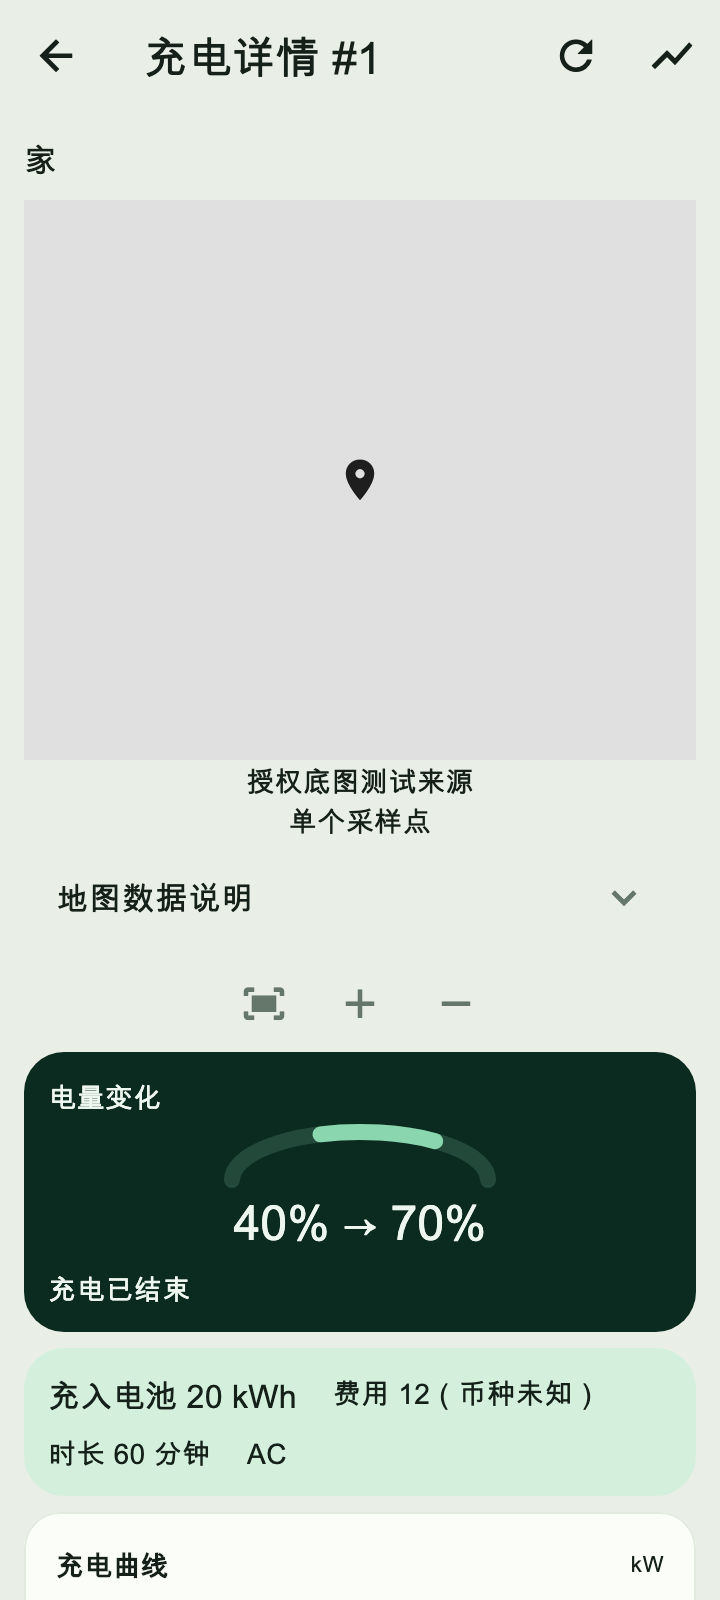 充电详情 #1
家
授权底图测试来源
单个采样点
地图数据说明
电量变化
40% → 70%
充电已结束
充入电池 20 kWh 费用 12 ( 币种未知 )
时长 60 分钟 AC
充电曲线 kW